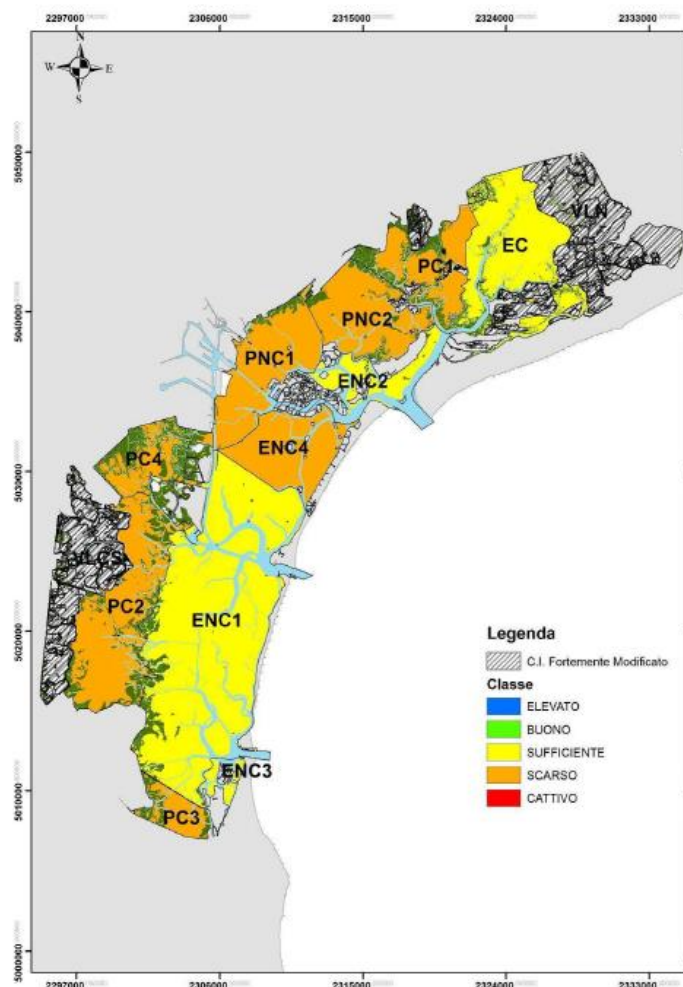 2297000 2306000 2315000 2324000 2333000
N
W E
S
5050000
VLN
EC
PC1
5040000
PNC2
PNC1
ENC2
ENC4
PC4
5030000
PC2
ENC1
5020000
Legenda
C.I. Fortemente Modificato
Classe
ELEVATO
BUONO
SUFFICIENTE
SCARSO
CATTIVO
ENC3
5010000
PC3
5000000
2297000 2306000 2315000 2324000 2333000